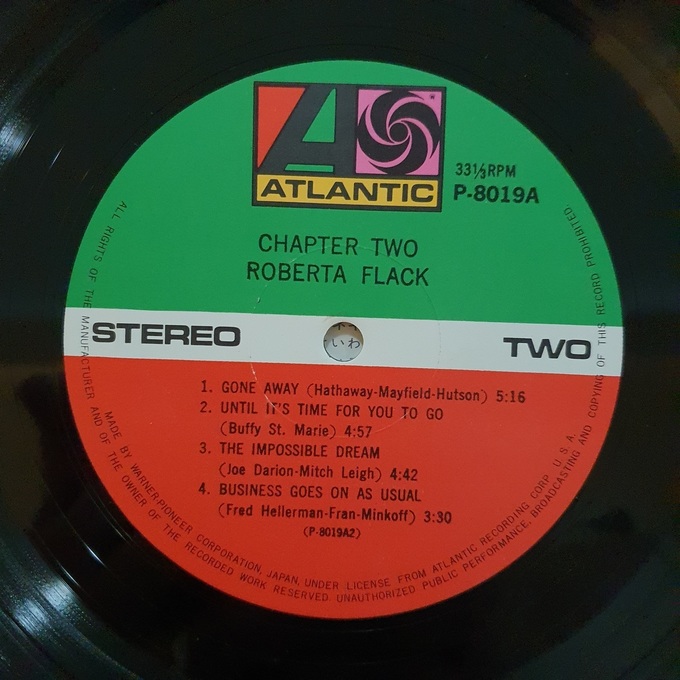 ATLANTIC
33⅓RPM
P-8019A
CHAPTER TWO
ROBERTA FLACK
STEREO
TWO
いわ
1. GONE AWAY (Hathaway-Mayfield-Hutson) 5:16
2. UNTIL IT'S TIME FOR YOU TO GO
(Buffy St. Marie) 4:57
3. THE IMPOSSIBLE DREAM
(Joe Darion-Mitch Leigh) 4:42
4. BUSINESS GOES ON AS USUAL
(Fred Hellerman-Fran-Minkoff) 3:30
(P-8019A2)
MADE BY WARNER-PIONEER CORPORATION, JAPAN, UNDER LICENSE FROM ATLANTIC RECORDING CORP. U.S.A.
ALL RIGHTS OF THE MANUFACTURER AND OF THE OWNER OF THE RECORDED WORK RESERVED. UNAUTHORIZED PUBLIC PERFORMANCE, BROADCASTING AND COPYING OF THIS RECORD PROHIBITED.